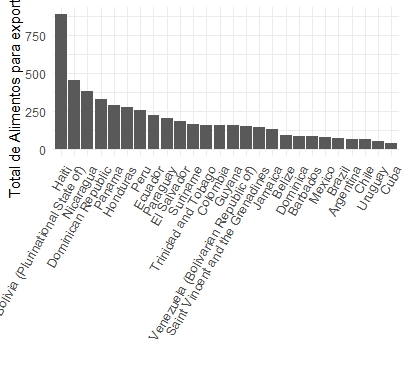 Total de Alimentos para export
750
500
250
0
Haiti
Bolivia (Plurinational State of)
Nicaragua
Dominican Republic
Panama
Honduras
Peru
Ecuador
Paraguay
El Salvador
Suriname
Trinidad and Tobago
Colombia
Guyana
Venezuela (Bolivarian Republic of)
Saint Vincent and the Grenadines
Jamaica
Belize
Dominica
Barbados
Mexico
Brazil
Argentina
Chile
Uruguay
Cuba